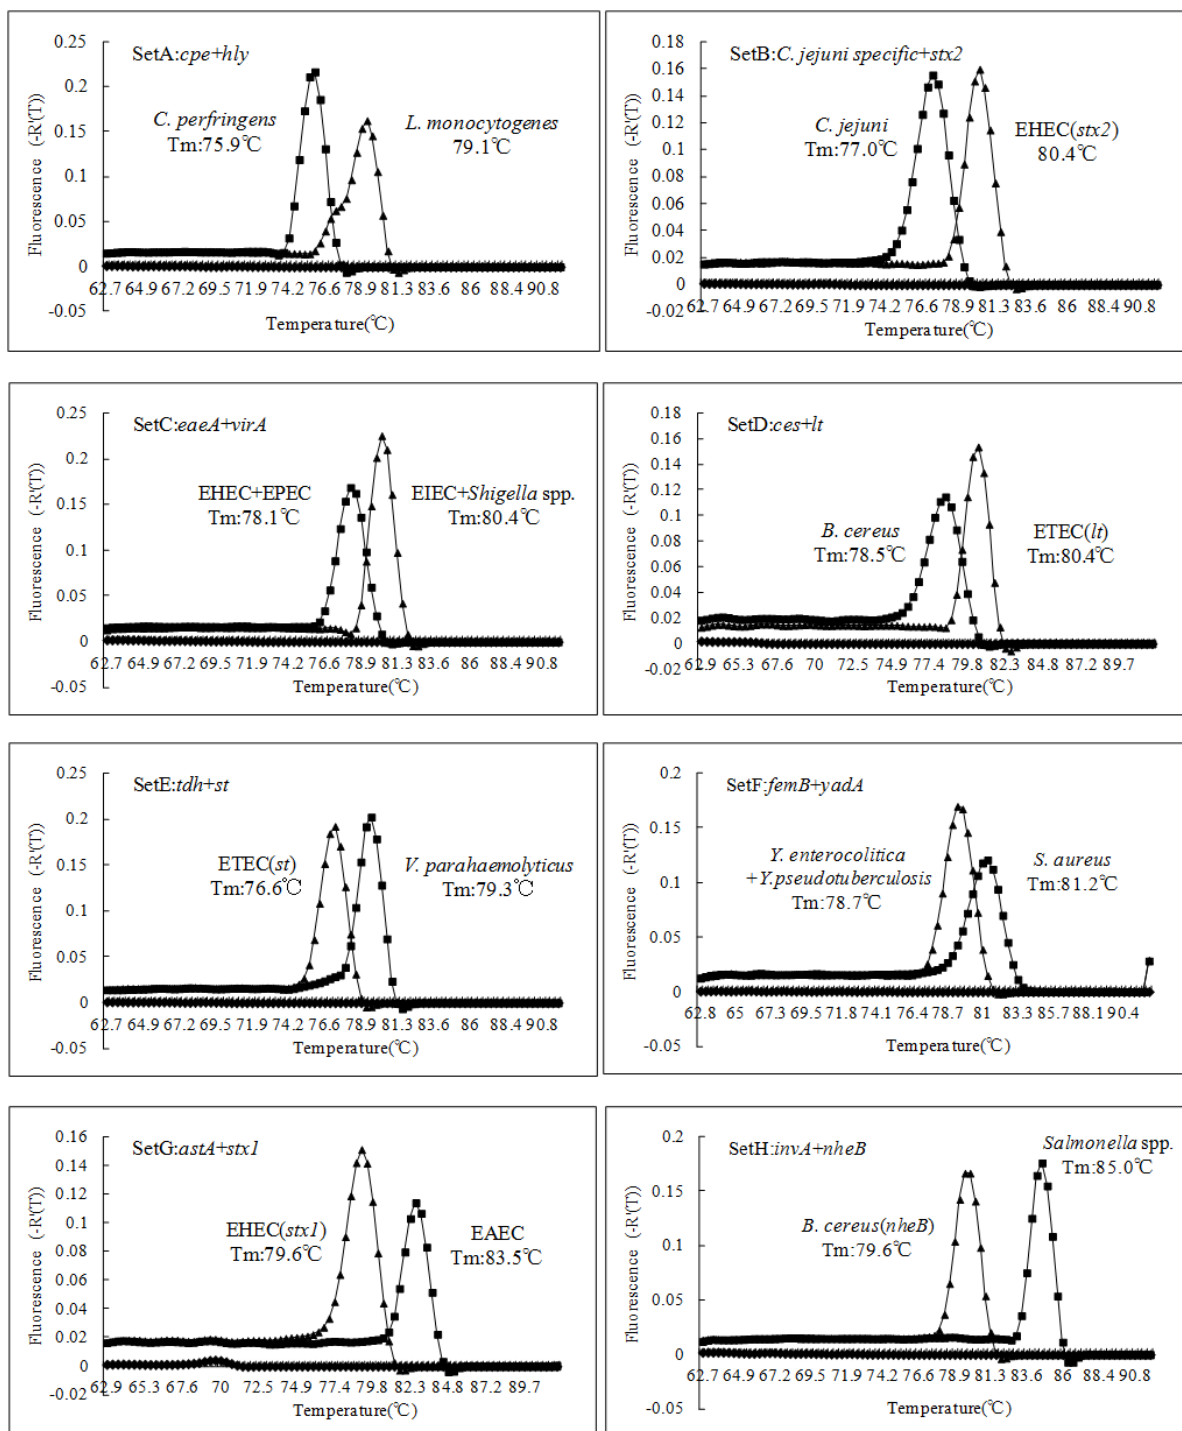 SetA:cpe+hly
0.25
0.2
0.15
0.1
0.05
0
-0.05
Fluorescence (-R'(T))
C. perfringens
Tm:75.9℃
L. monocytogenes
79.1℃
62.7 64.9 67.2 69.5 71.9 74.2 76.6 78.9 81.3 83.6 86 88.4 90.8
Temperature(℃)
SetB:C. jejuni specific+stx2
0.18
0.16
0.14
0.12
0.1
0.08
0.06
0.04
0.02
0
-0.02
Fluorescence (-R'(T))
C. jejuni
Tm:77.0℃
EHEC(stx2)
80.4℃
62.7 64.9 67.2 69.5 71.9 74.2 76.6 78.9 81.3 83.6 86 88.4 90.8
Temperature(℃)
SetC:eaeA+virA
0.25
0.2
0.15
0.1
0.05
0
-0.05
Fluorescence (-R'(T))
EHEC+EPEC
Tm:78.1℃
EIEC+Shigella spp.
Tm:80.4℃
62.7 64.9 67.2 69.5 71.9 74.2 76.6 78.9 81.3 83.6 86 88.4 90.8
Temperature(℃)
SetD:ces+lt
0.18
0.16
0.14
0.12
0.1
0.08
0.06
0.04
0.02
0
-0.02
Fluorescence (-R'(T))
B. cereus
Tm:78.5℃
ETEC(lt)
Tm:80.4℃
62.9 65.3 67.6 70 72.5 74.9 77.4 79.8 82.3 84.8 87.2 89.7
Temperature(℃)
SetE:tdh+st
0.25
0.2
0.15
0.1
0.05
0
-0.05
Fluorescence (-R'(T))
ETEC(st)
Tm:76.6℃
V. parahaemolyticus
Tm:79.3℃
62.7 64.9 67.2 69.5 71.9 74.2 76.6 78.9 81.3 83.6 86 88.4 90.8
Temperature(℃)
SetF:femB+yadA
0.2
0.15
0.1
0.05
0
-0.05
Fluorescence (-R'(T))
Y. enterocolitica
+Y.pseudotuberculosis
Tm:78.7℃
S. aureus
Tm:81.2℃
62.8 65 67.3 69.5 71.8 74.1 76.4 78.7 81 83.3 85.7 88.1 90.4
Temperature(℃)
SetG:astA+stx1
0.16
0.14
0.12
0.1
0.08
0.06
0.04
0.02
0
-0.02
Fluorescence (-R'(T))
EHEC(stx1)
Tm:79.6℃
EAEC
Tm:83.5℃
62.9 65.3 67.6 70 72.5 74.9 77.4 79.8 82.3 84.8 87.2 89.7
Temperature(℃)
SetH:invA+nheB
0.2
0.15
0.1
0.05
0
-0.05
Fluorescence (-R'(T))
B. cereus(nheB)
Tm:79.6℃
Salmonella spp.
Tm:85.0℃
62.7 64.9 67.2 69.5 71.9 74.2 76.6 78.9 81.3 83.6 86 88.4 90.8
Temperature(℃)